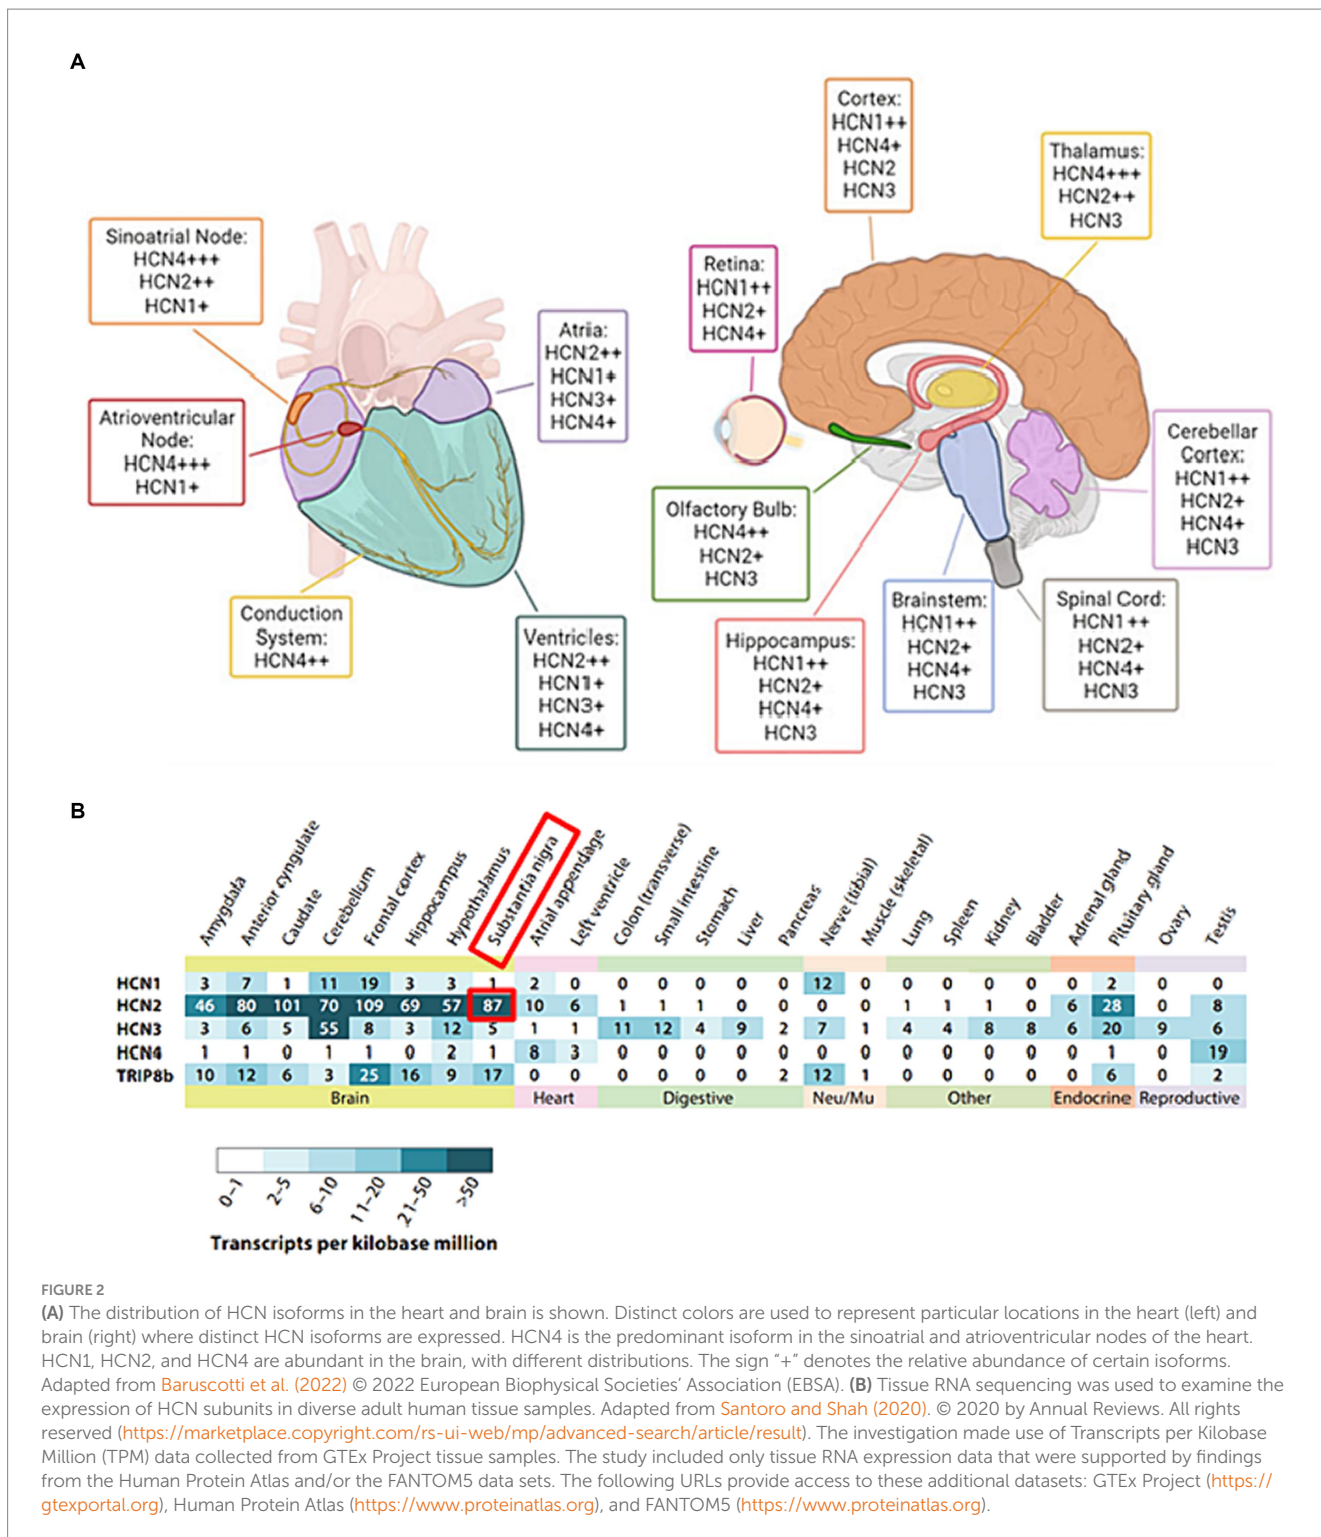 A
Cortex:
HCN1++
HCN4+
HCN2
HCN3
Thalamus:
HCN4+++
HCN2++
HCN3
Sinoatrial Node:
HCN4+++
HCN2++
HCN1+
Retina:
HCN1++
HCN2+
HCN4+
Atriia:
HCN2++
HCN1+
HCN3+
HCN4+
Atrioventricular
Node:
HCN4+++
HCN1+
Cerebellar
Cortex:
HCN1++
HCN2+
HCN4+
HCN3
Olfactory Bulb:
HCN4++
HCN2+
HCN3
Conduction
System:
HCN4++
Ventricles:
HCN2++
HCN1+
HCN3+
HCN4+
Hippocampus:
HCN1++
HCN2+
HCN4+
HCN3
Brainstem:
HCN1++
HCN2+
HCN4+
HCN3
Spinal Cord:
HCN1++
HCN2+
HCN4+
HCN3
B
Amygdala
Anterior cyngulate
Caudate
Cerebellum
Frontal cortex
Hippocampus
Hypothalamus
Substantia nigra
Atrial appendage
Left ventricle
Colon (transverse)
Small intestine
Stomach
Liver
Pancreas
Nerve (tibial)
Muscle (skeletal)
Lung
Spleen
Kidney
Bladder
Adrenal gland
Pituitary gland
Ovary
Testis
HCN1 3 7 1 11 19 3 3 1 2 0 0 0 0 0 0 12 0 0 0 0 0 0 2 0 0
HCN2 46 80 101 70 109 69 57 87 10 6 1 1 1 0 0 0 0 1 1 1 0 6 28 0 8
HCN3 3 6 5 55 8 3 12 5 1 1 11 12 4 9 2 7 1 4 4 8 8 6 20 9 6
HCN4 1 1 0 1 1 0 2 1 8 3 0 0 0 0 0 0 0 0 0 0 0 0 1 0 19
TRIP8b 10 12 6 3 25 16 9 17 0 0 0 0 0 0 2 12 1 0 0 0 0 0 6 0 2
Brain Heart Digestive Neu/Mu Other Endocrine Reproductive
0–1 2–5 6–10 11–20 21–50 >50
Transcripts per kilobase million
FIGURE 2
(A) The distribution of HCN isoforms in the heart and brain is shown. Distinct colors are used to represent particular locations in the heart (left) and
brain (right) where distinct HCN isoforms are expressed. HCN4 is the predominant isoform in the sinoatrial and atrioventricular nodes of the heart.
HCN1, HCN2, and HCN4 are abundant in the brain, with different distributions. The sign “+” denotes the relative abundance of certain isoforms.
Adapted from Baruscotti et al. (2022) © 2022 European Biophysical Societies’ Association (EBSA). (B) Tissue RNA sequencing was used to examine the
expression of HCN subunits in diverse adult human tissue samples. Adapted from Santoro and Shah (2020). © 2020 by Annual Reviews. All rights
reserved (https://marketplace.copyright.com/rs-ui-web/mp/advanced-search/article/result). The investigation made use of Transcripts per Kilobase
Million (TPM) data collected from GTEx Project tissue samples. The study included only tissue RNA expression data that were supported by findings
from the Human Protein Atlas and/or the FANTOM5 data sets. The following URLs provide access to these additional datasets: GTEx Project (https://
gtexportal.org), Human Protein Atlas (https://www.proteinatlas.org), and FANTOM5 (https://www.proteinatlas.org).